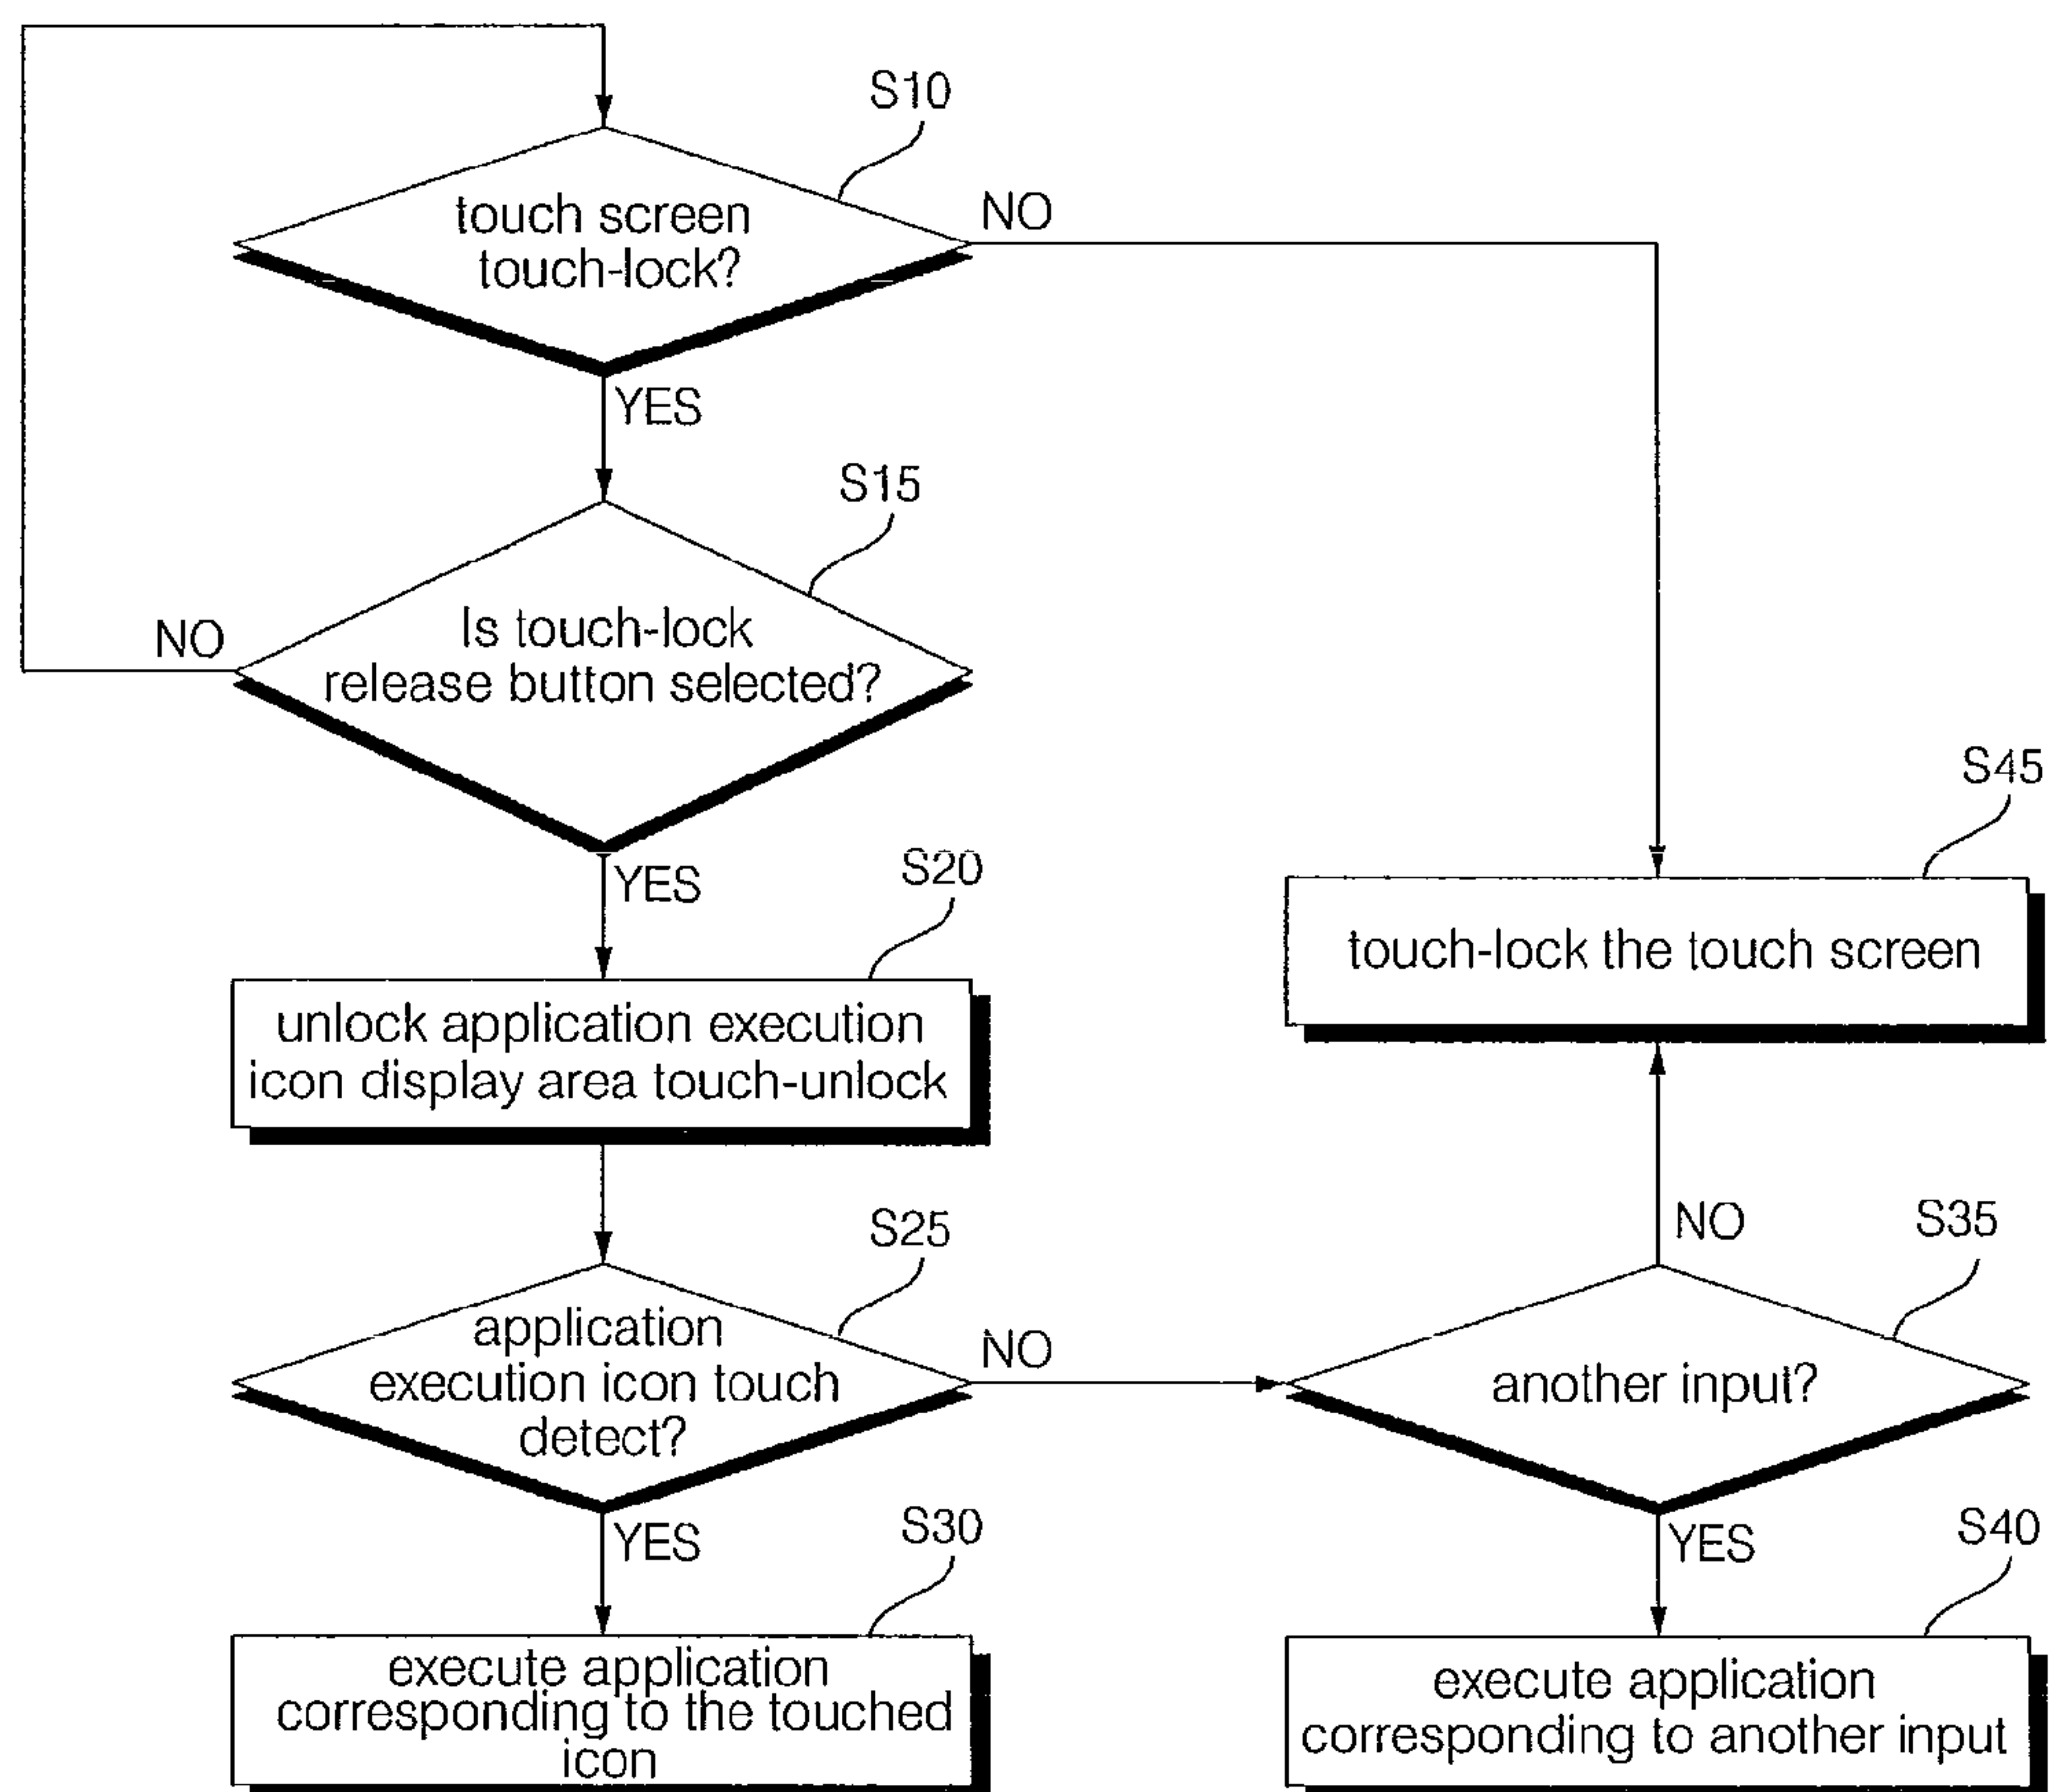 S10
touch screen
touch-lock?
NO
YES
S15
Is touch-lock
release button selected?
NO
YES
S20
unlock application execution
icon display area touch-unlock
S45
touch-lock the touch screen
S25
application
execution icon touch
detect?
NO
YES
S35
another input?
NO
YES
S30
execute application
corresponding to the touched
icon
S40
execute application
corresponding to another input